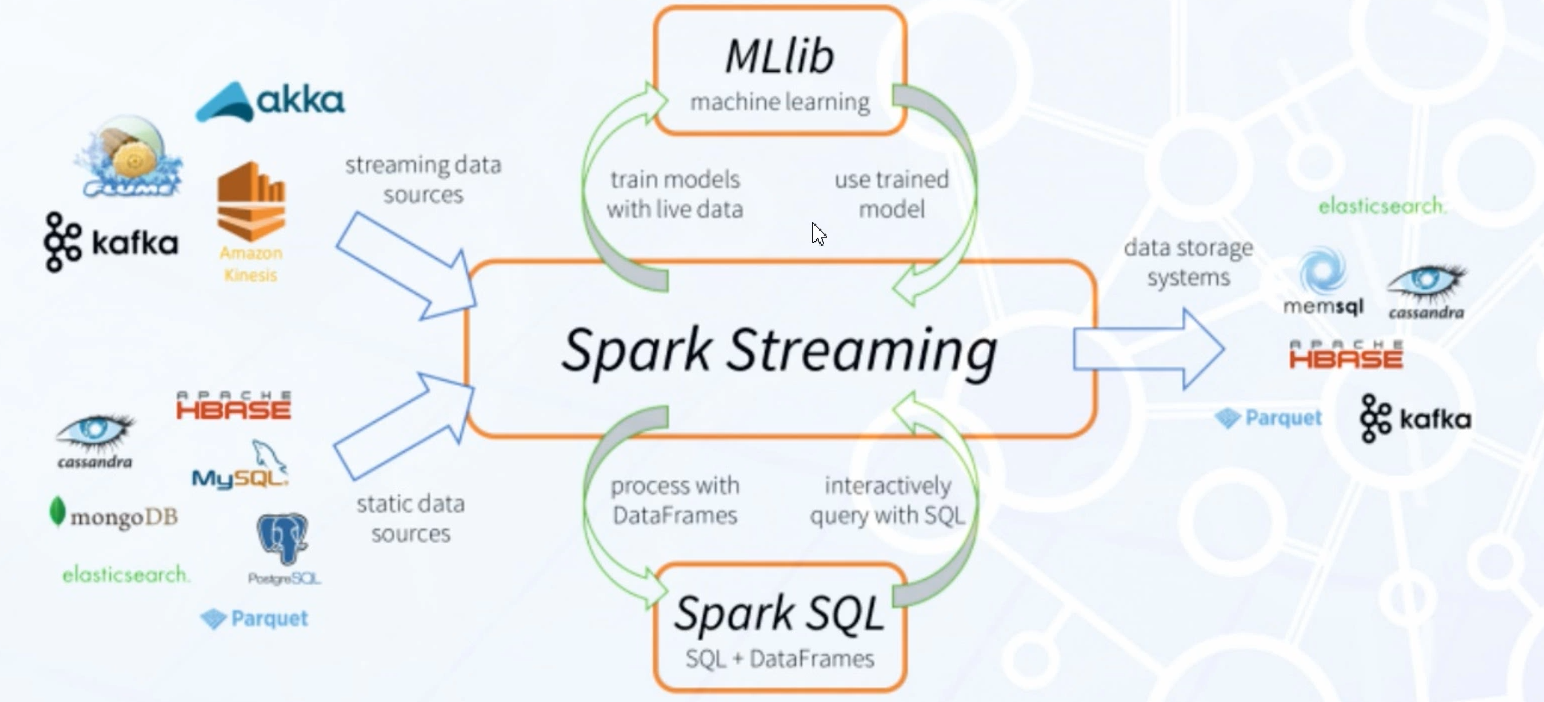 MLlib
machine learning
akka
FLUME
kafka
Amazon
Kinesis
streaming data
sources
train models
with live data
use trained
model
Spark Streaming
data storage
systems
elasticsearch.
memsql
cassandra
APACHE
HBASE
Parquet
kafka
APACHE
HBASE
cassandra
MySQL
mongoDB
PostgreSQL
elasticsearch.
Parquet
static data
sources
process with
DataFrames
interactively
query with SQL
Spark SQL
SQL + DataFrames